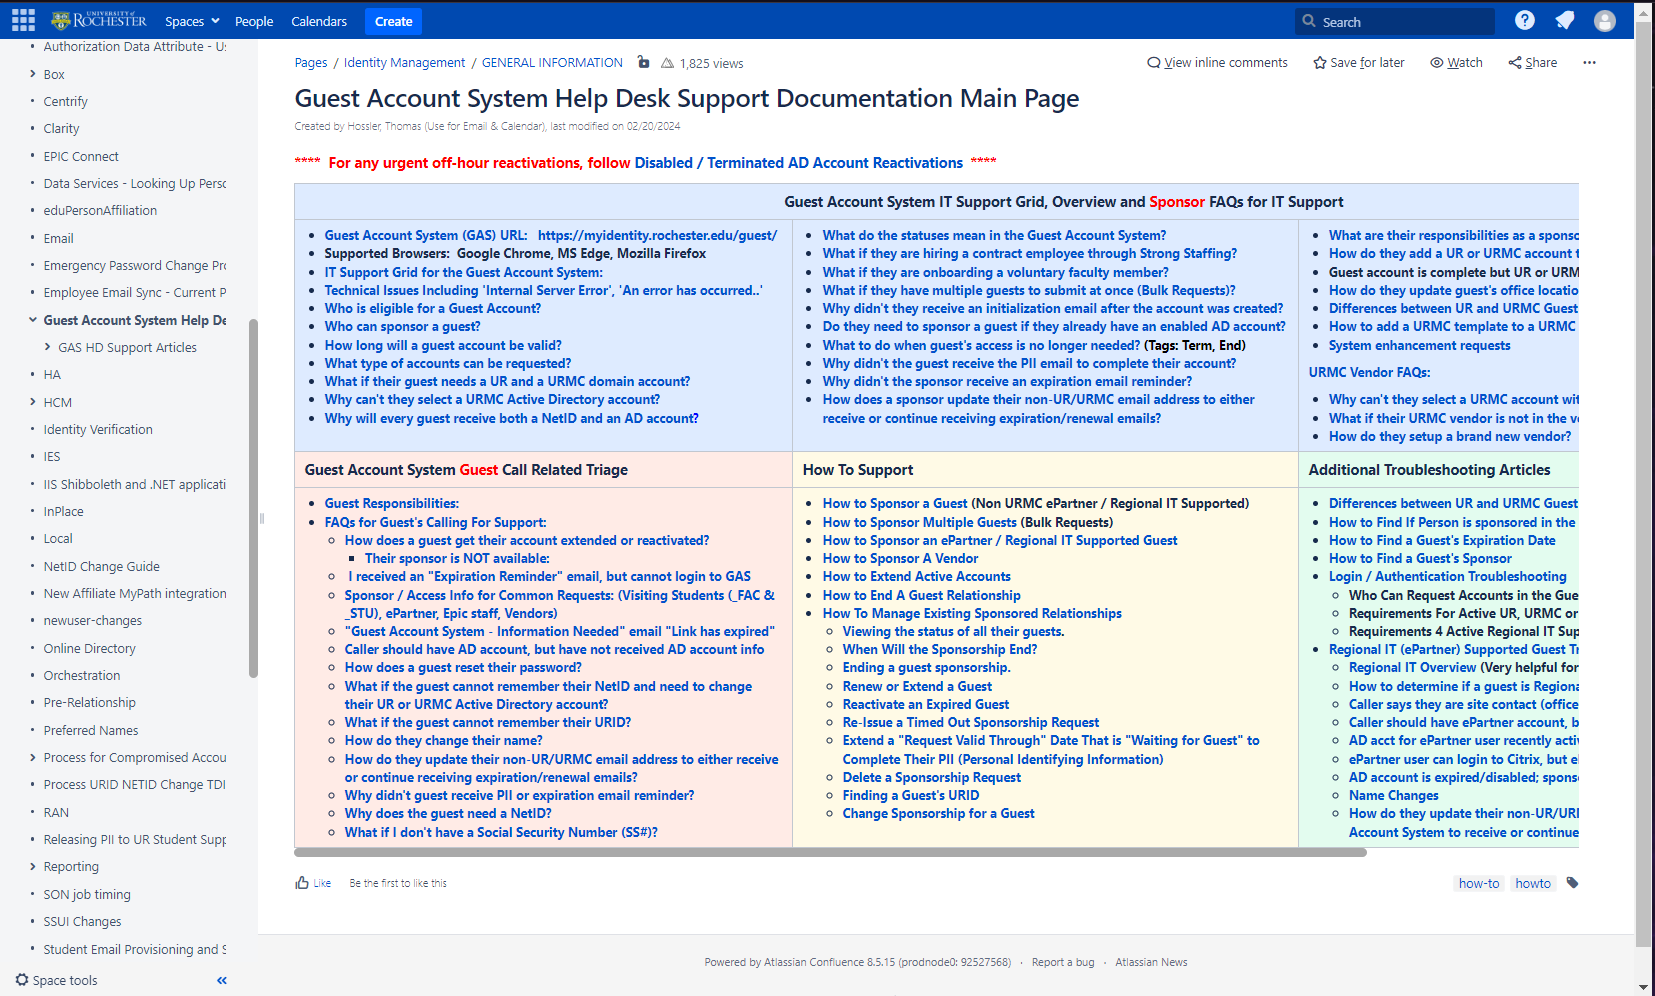 UNIVERSITY of
ROCHESTER
Spaces
People
Calendars
Create
Search
Authorization Data Attribute - Us
Box
Centrify
Clarity
EPIC Connect
Data Services - Looking Up Perso
eduPersonAffiliation
Email
Emergency Password Change Pro
Employee Email Sync - Current P
Guest Account System Help De
GAS HD Support Articles
HA
HCM
Identity Verification
IES
IIS Shibboleth and .NET applicati
InPlace
Local
NetID Change Guide
New Affiliate MyPath integration
newuser-changes
Online Directory
Orchestration
Pre-Relationship
Preferred Names
Process for Compromised Accou
Process URID NETID Change TDI
RAN
Releasing PII to UR Student Supp
Reporting
SON job timing
SSUI Changes
Student Email Provisioning and S
Space tools
Pages / Identity Management / GENERAL INFORMATION 1,825 views
View inline comments
Save for later
Watch
Share
Guest Account System Help Desk Support Documentation Main Page
Created by Hossler, Thomas (Use for Email & Calendar), last modified on 02/20/2024
**** For any urgent off-hour reactivations, follow Disabled / Terminated AD Account Reactivations ****
Guest Account System IT Support Grid, Overview and Sponsor FAQs for IT Support
Guest Account System (GAS) URL: https://myidentity.rochester.edu/guest/
Supported Browsers: Google Chrome, MS Edge, Mozilla Firefox
IT Support Grid for the Guest Account System:
Technical Issues Including 'Internal Server Error', 'An error has occurred..'
Who is eligible for a Guest Account?
Who can sponsor a guest?
How long will a guest account be valid?
What type of accounts can be requested?
What if their guest needs a UR and a URMC domain account?
Why can't they select a URMC Active Directory account?
Why will every guest receive both a NetID and an AD account?
What do the statuses mean in the Guest Account System?
What if they are hiring a contract employee through Strong Staffing?
What if they are onboarding a voluntary faculty member?
What if they have multiple guests to submit at once (Bulk Requests)?
Why didn't they receive an initialization email after the account was created?
Do they need to sponsor a guest if they already have an enabled AD account?
What to do when guest's access is no longer needed? (Tags: Term, End)
Why didn't the guest receive the PII email to complete their account?
Why didn't the sponsor receive an expiration email reminder?
How does a sponsor update their non-UR/URMC email address to either
receive or continue receiving expiration/renewal emails?
What are their responsibilities as a sponso
How do they add a UR or URMC account t
Guest account is complete but UR or URM
How do they update guest's office locatio
Differences between UR and URMC Guest
How to add a URMC template to a URMC
System enhancement requests
URMC Vendor FAQs:
Why can't they select a URMC account wit
What if their URMC vendor is not in the v
How do they setup a brand new vendor?
Guest Account System Guest Call Related Triage
Guest Responsibilities:
FAQs for Guest's Calling For Support:
How does a guest get their account extended or reactivated?
Their sponsor is NOT available:
I received an "Expiration Reminder" email, but cannot login to GAS
Sponsor / Access Info for Common Requests: (Visiting Students (_FAC &
_STU), ePartner, Epic staff, Vendors)
"Guest Account System - Information Needed" email "Link has expired"
Caller should have AD account, but have not received AD account info
How does a guest reset their password?
What if the guest cannot remember their NetID and need to change
their UR or URMC Active Directory account?
What if the guest cannot remember their URID?
How do they change their name?
How do they update their non-UR/URMC email address to either receive
or continue receiving expiration/renewal emails?
Why didn't guest receive PII or expiration email reminder?
Why does the guest need a NetID?
What if I don't have a Social Security Number (SS#)?
How To Support
How to Sponsor a Guest (Non URMC ePartner / Regional IT Supported)
How to Sponsor Multiple Guests (Bulk Requests)
How to Sponsor an ePartner / Regional IT Supported Guest
How to Sponsor A Vendor
How to Extend Active Accounts
How to End A Guest Relationship
How To Manage Existing Sponsored Relationships
Viewing the status of all their guests.
When Will the Sponsorship End?
Ending a guest sponsorship.
Renew or Extend a Guest
Reactivate an Expired Guest
Re-Issue a Timed Out Sponsorship Request
Extend a "Request Valid Through" Date That is "Waiting for Guest" to
Complete Their PII (Personal Identifying Information)
Delete a Sponsorship Request
Finding a Guest's URID
Change Sponsorship for a Guest
Additional Troubleshooting Articles
Differences between UR and URMC Guest
How to Find If Person is sponsored in the
How to Find a Guest's Expiration Date
How to Find a Guest's Sponsor
Login / Authentication Troubleshooting
Who Can Request Accounts in the Gue
Requirements For Active UR, URMC or
Requirements 4 Active Regional IT Sup
Regional IT (ePartner) Supported Guest Tr
Regional IT Overview (Very helpful for
How to determine if a guest is Regiona
Caller says they are site contact (office
Caller should have ePartner account, b
AD acct for ePartner user recently activ
ePartner user can login to Citrix, but e
AD account is expired/disabled; spons
Name Changes
How do they update their non-UR/URI
Account System to receive or continue
Like
Be the first to like this
how-to
howto
Powered by Atlassian Confluence 8.5.15 (prodnode0: 92527568) · Report a bug · Atlassian News